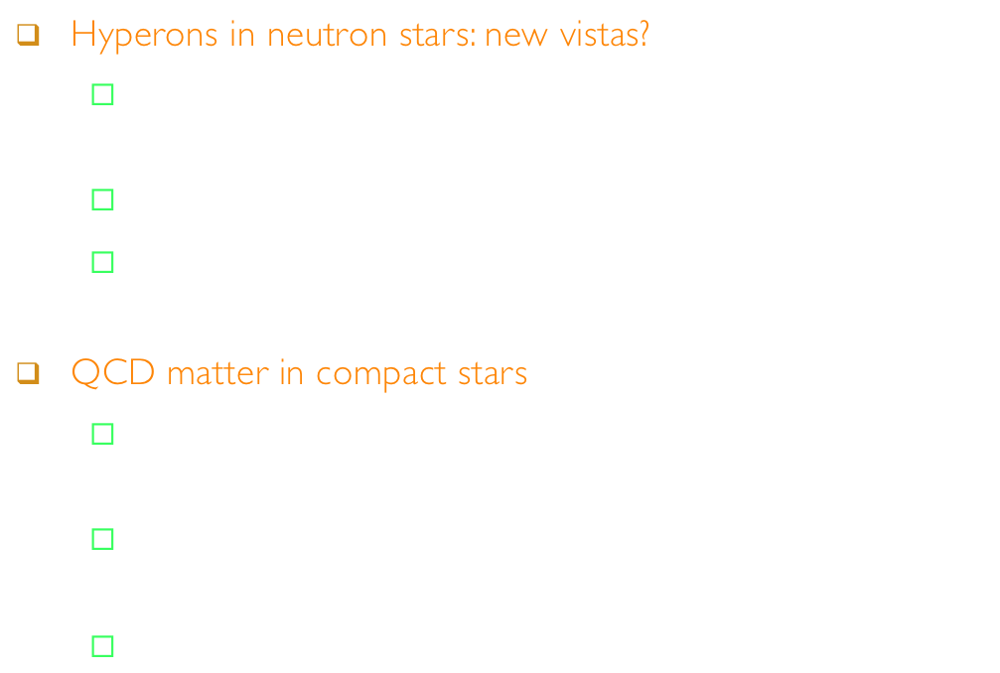 Hyperons in neutron stars: new vistas?
QCD matter in compact stars